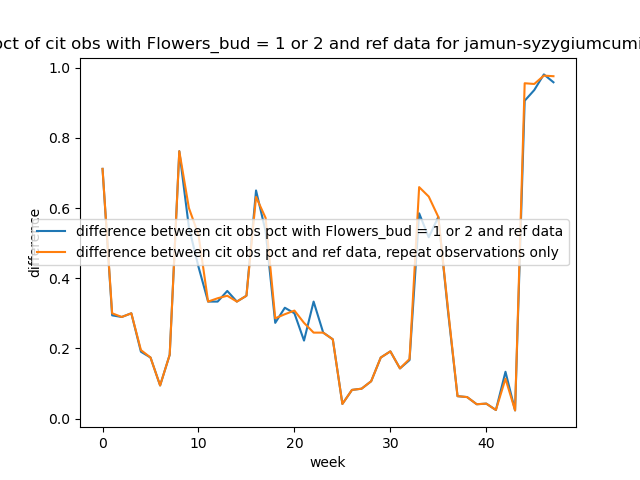 pct of cit obs with Flowers_bud = 1 or 2 and ref data for jamun-syzygiumcumi
1.0
0.8
0.6
0.4
0.2
0.0
difference
difference between cit obs pct with Flowers_bud = 1 or 2 and ref data
difference between cit obs pct and ref data, repeat observations only
0
10
20
30
40
week